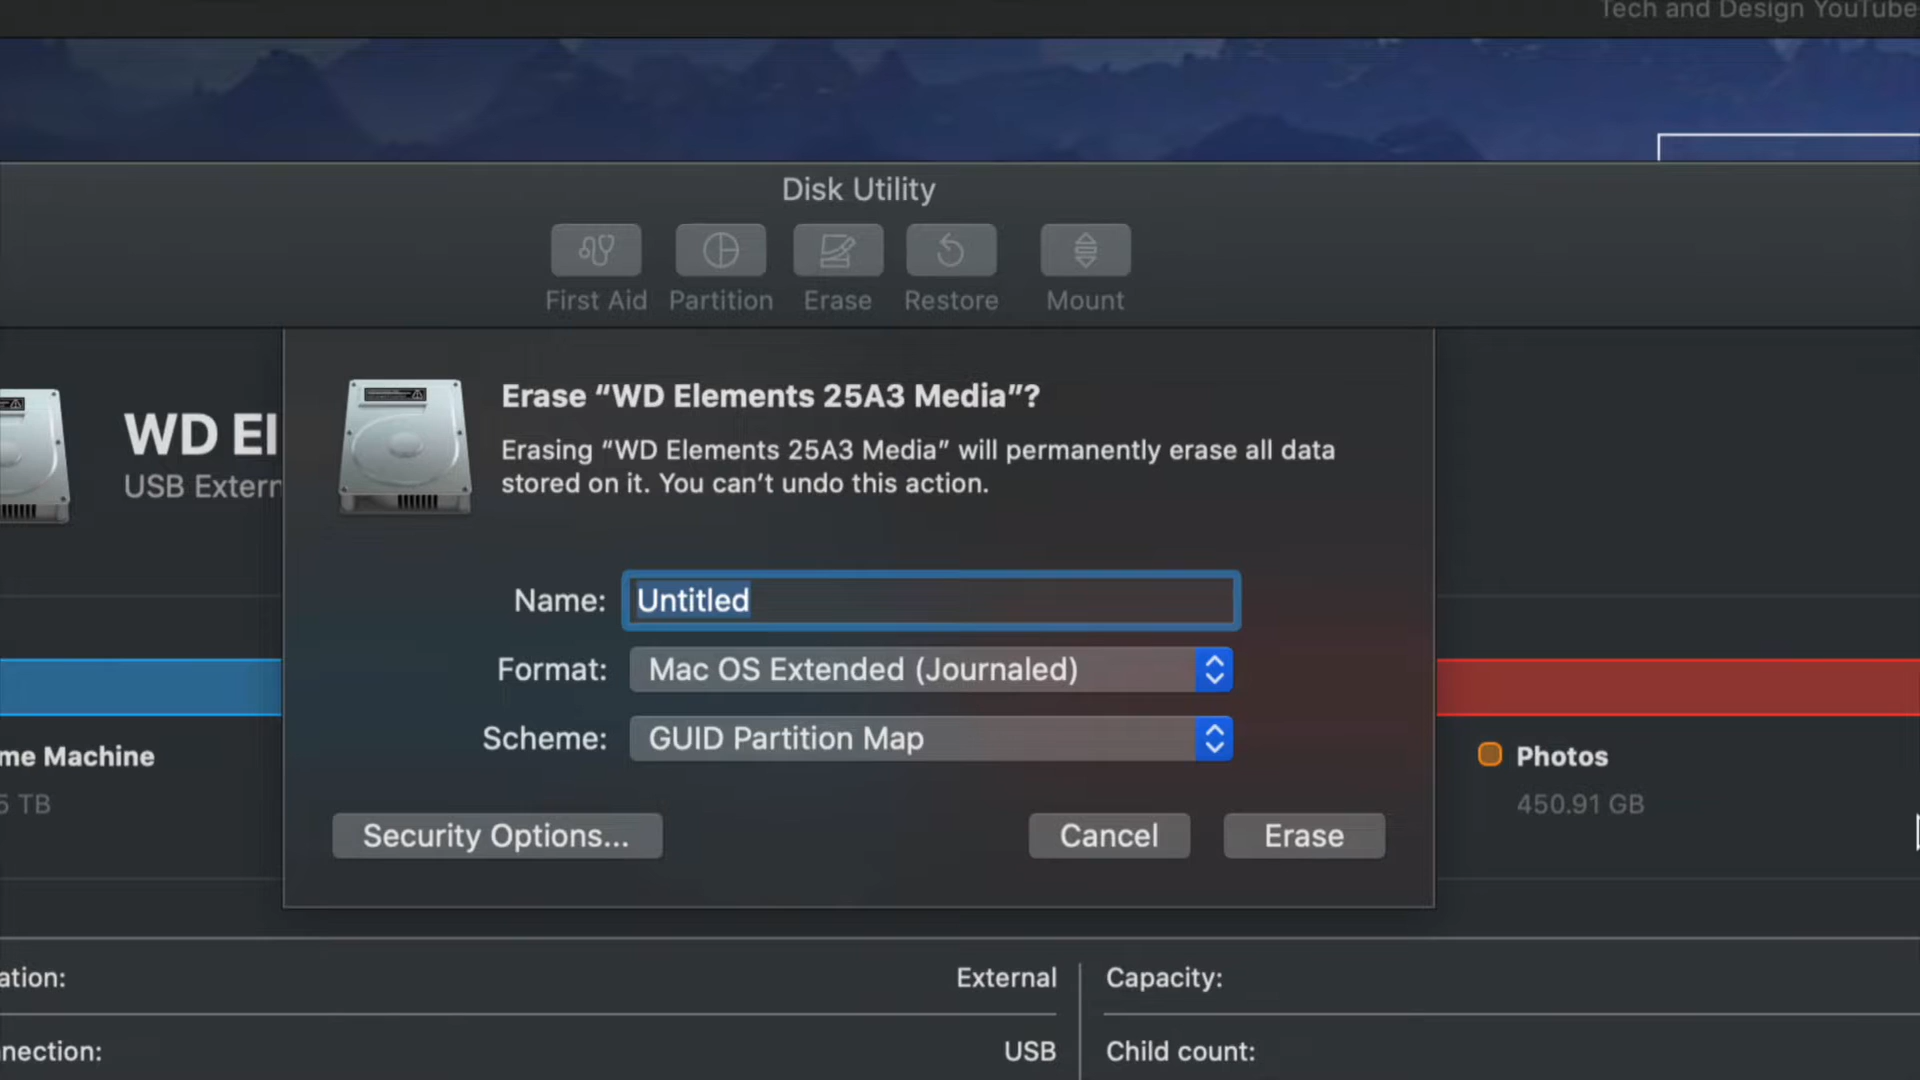 Tech and Design YouTube
Disk Utility
First Aid
Partition
Erase
Restore
Mount
WD El
USB Extern
Erase “WD Elements 25A3 Media”?
Erasing “WD Elements 25A3 Media” will permanently erase all data
stored on it. You can’t undo this action.
Name: Untitled
Format: Mac OS Extended (Journaled)
Scheme: GUID Partition Map
Security Options...
Cancel
Erase
me Machine
5 TB
Photos
450.91 GB
ation:
External
Capacity:
nection:
USB
Child count: